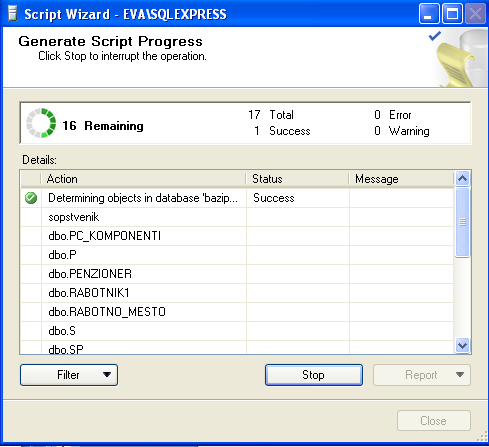 Script Wizard - EVA\SQLEXPRESS
Generate Script Progress
Click Stop to interrupt the operation.
16 Remaining
17 Total 0 Error
1 Success 0 Warning
Details:
Action Status Message
Determining objects in database 'bazip... Success
sopstvenik
dbo.PC_KOMPONENTI
dbo.P
dbo.PENZIONER
dbo.RABOTNIK1
dbo.RABOTNO_MESTO
dbo.S
dbo.SP
Filter Stop Report
Close